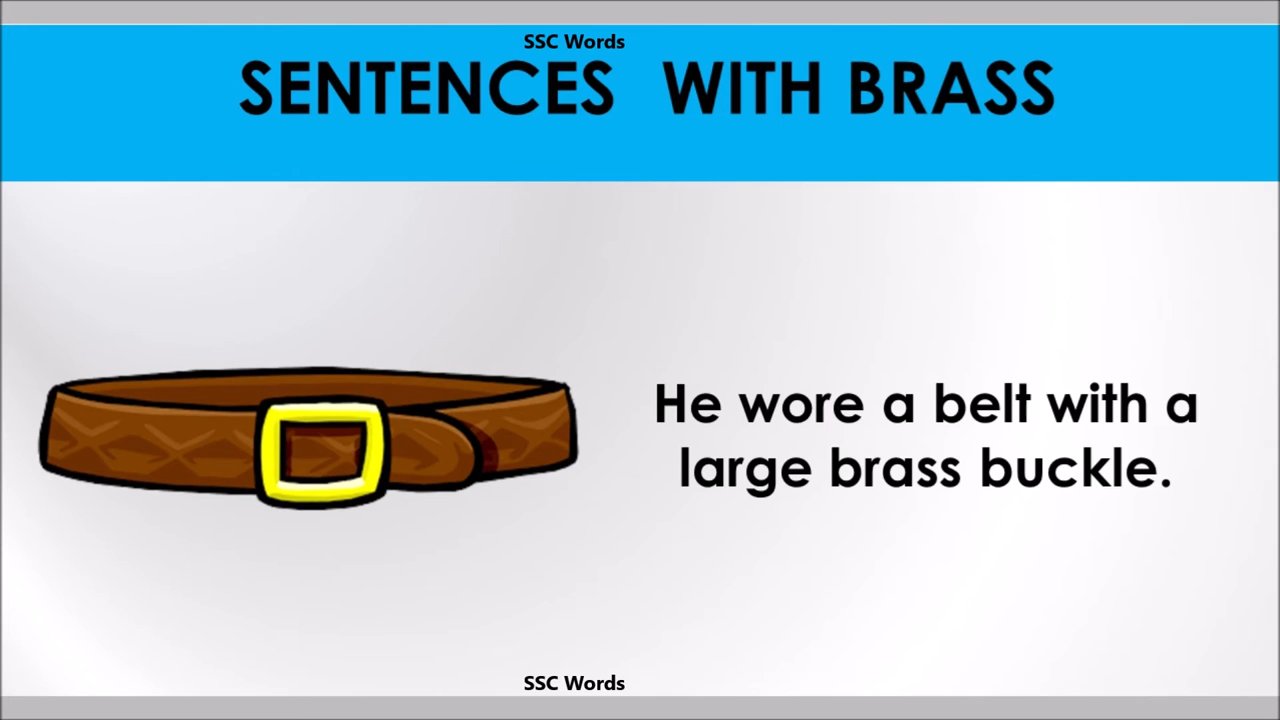 SSC Words
SENTENCES WITH BRASS
He wore a belt with a
large brass buckle.
SSC Words